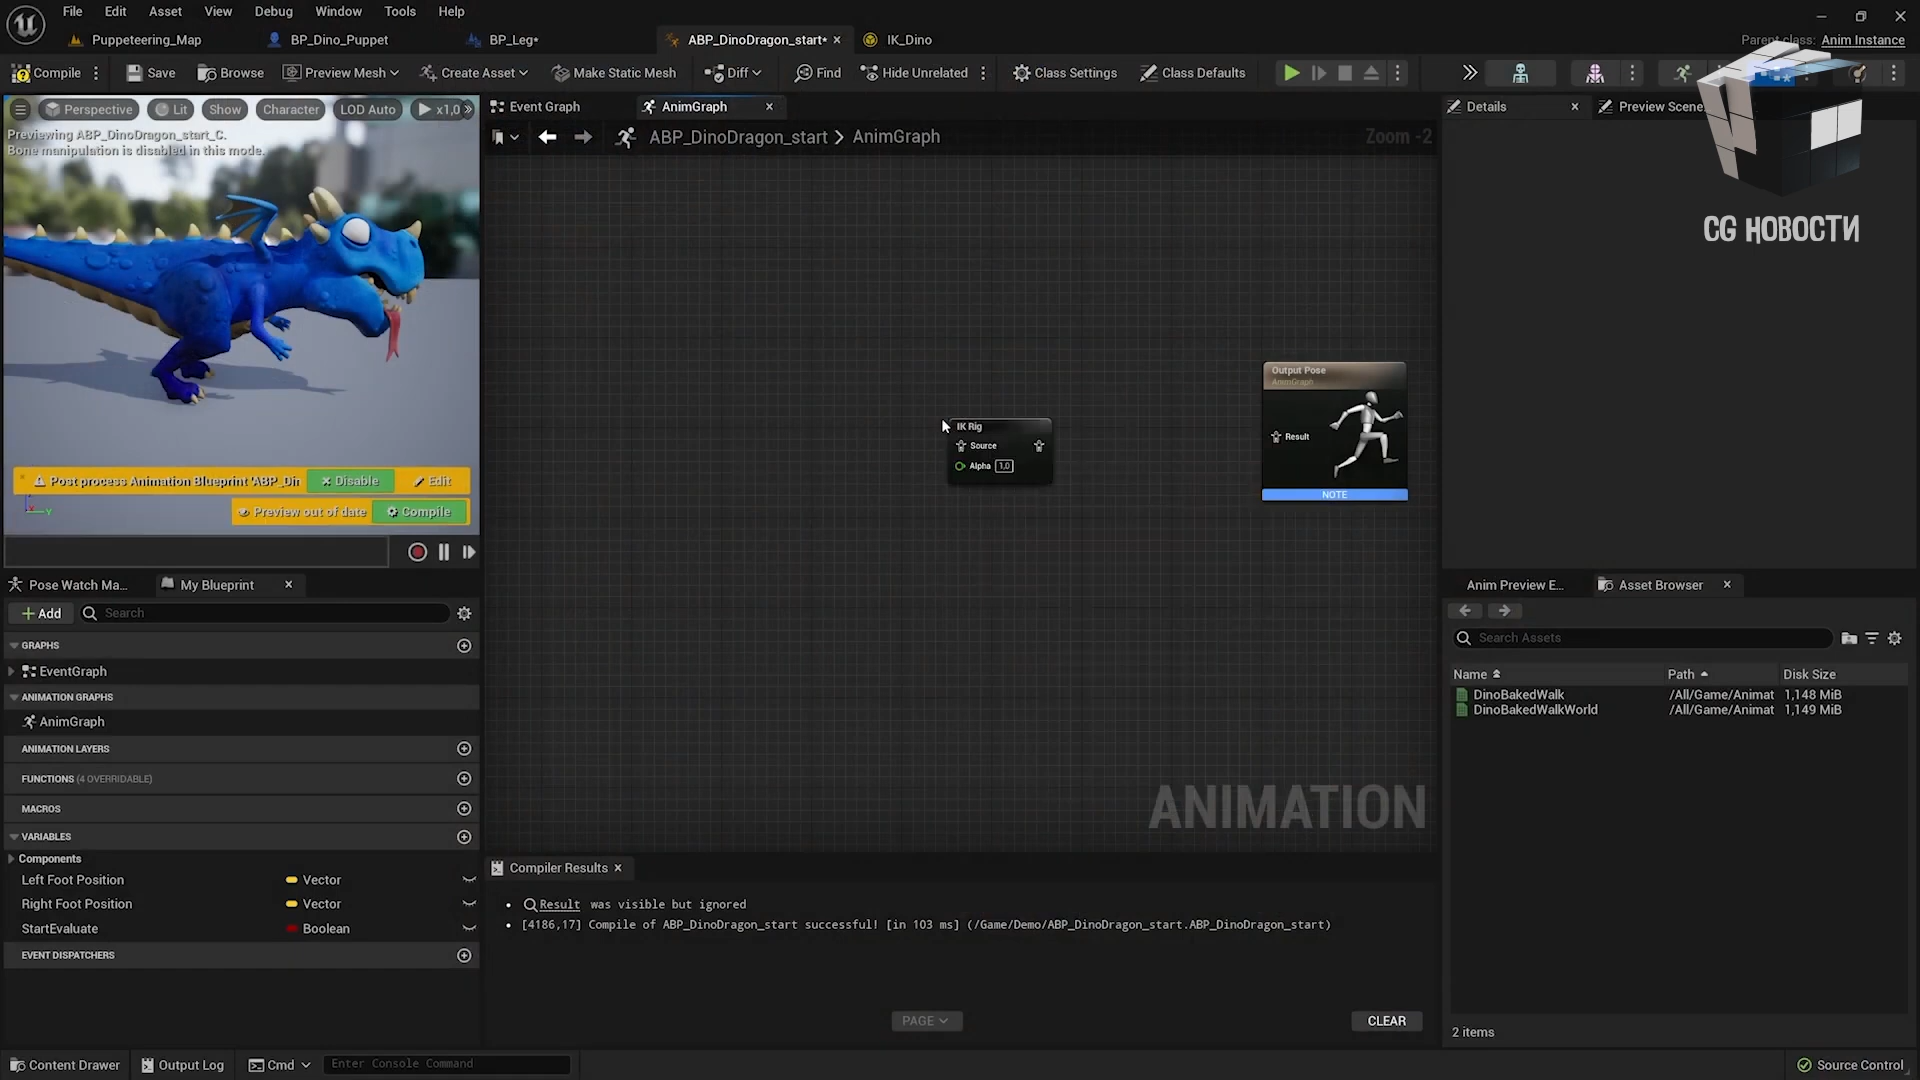 File Edit Asset View Debug Window Tools Help
Puppeteering_Map BP_Dino_Puppet BP_Leg* ABP_DinoDragon_start* IK_Dino
Parent class: Anim Instance
Compile Save Browse Preview Mesh Create Asset Make Static Mesh Diff Find Hide Unrelated Class Settings Class Defaults
Perspective Lit Show Character LOD Auto x1,0
Event Graph AnimGraph
Details Preview Scene
Previewing ABP_DinoDragon_start_C.
Bone manipulation is disabled in this mode.
ABP_DinoDragon_start > AnimGraph
Zoom -2
CG НОВОСТИ
Output Pose
AnimGraph
Result
NOTE
IK Rig
Source
Alpha 1,0
Post process Animation Blueprint 'ABP_Din Disable Edit
Preview out of date Compile
Pose Watch Ma... My Blueprint
Add Search
GRAPHS
EventGraph
ANIMATION GRAPHS
AnimGraph
ANIMATION LAYERS
FUNCTIONS (4 OVERRIDABLE)
MACROS
VARIABLES
Components
Left Foot Position Vector
Right Foot Position Vector
StartEvaluate Boolean
EVENT DISPATCHERS
ANIMATION
Compiler Results
Result was visible but ignored
[4186,17] Compile of ABP_DinoDragon_start successful! [in 103 ms] (/Game/Demo/ABP_DinoDragon_start.ABP_DinoDragon_start)
PAGE
CLEAR
Anim Preview E... Asset Browser
Search Assets
Name Path Disk Size
DinoBakedWalk /All/Game/Animat 1,148 MiB
DinoBakedWalkWorld /All/Game/Animat 1,149 MiB
2 items
Content Drawer Output Log Cmd Enter Console Command
Source Control